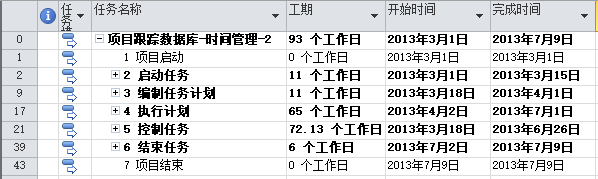 任务模 任务名称 工期 开始时间 完成时间
0 项目跟踪数据库-时间管理-2 93 个工作日 2013年3月1日 2013年7月9日
1 1 项目启动 0 个工作日 2013年3月1日 2013年3月1日
2 2 启动任务 11 个工作日 2013年3月1日 2013年3月15日
9 3 编制任务计划 11 个工作日 2013年3月18日 2013年4月1日
17 4 执行计划 65 个工作日 2013年4月2日 2013年7月1日
21 5 控制任务 72.13 个工作日 2013年3月18日 2013年6月26日
39 6 结束任务 6 个工作日 2013年7月2日 2013年7月9日
43 7 项目结束 0 个工作日 2013年7月9日 2013年7月9日